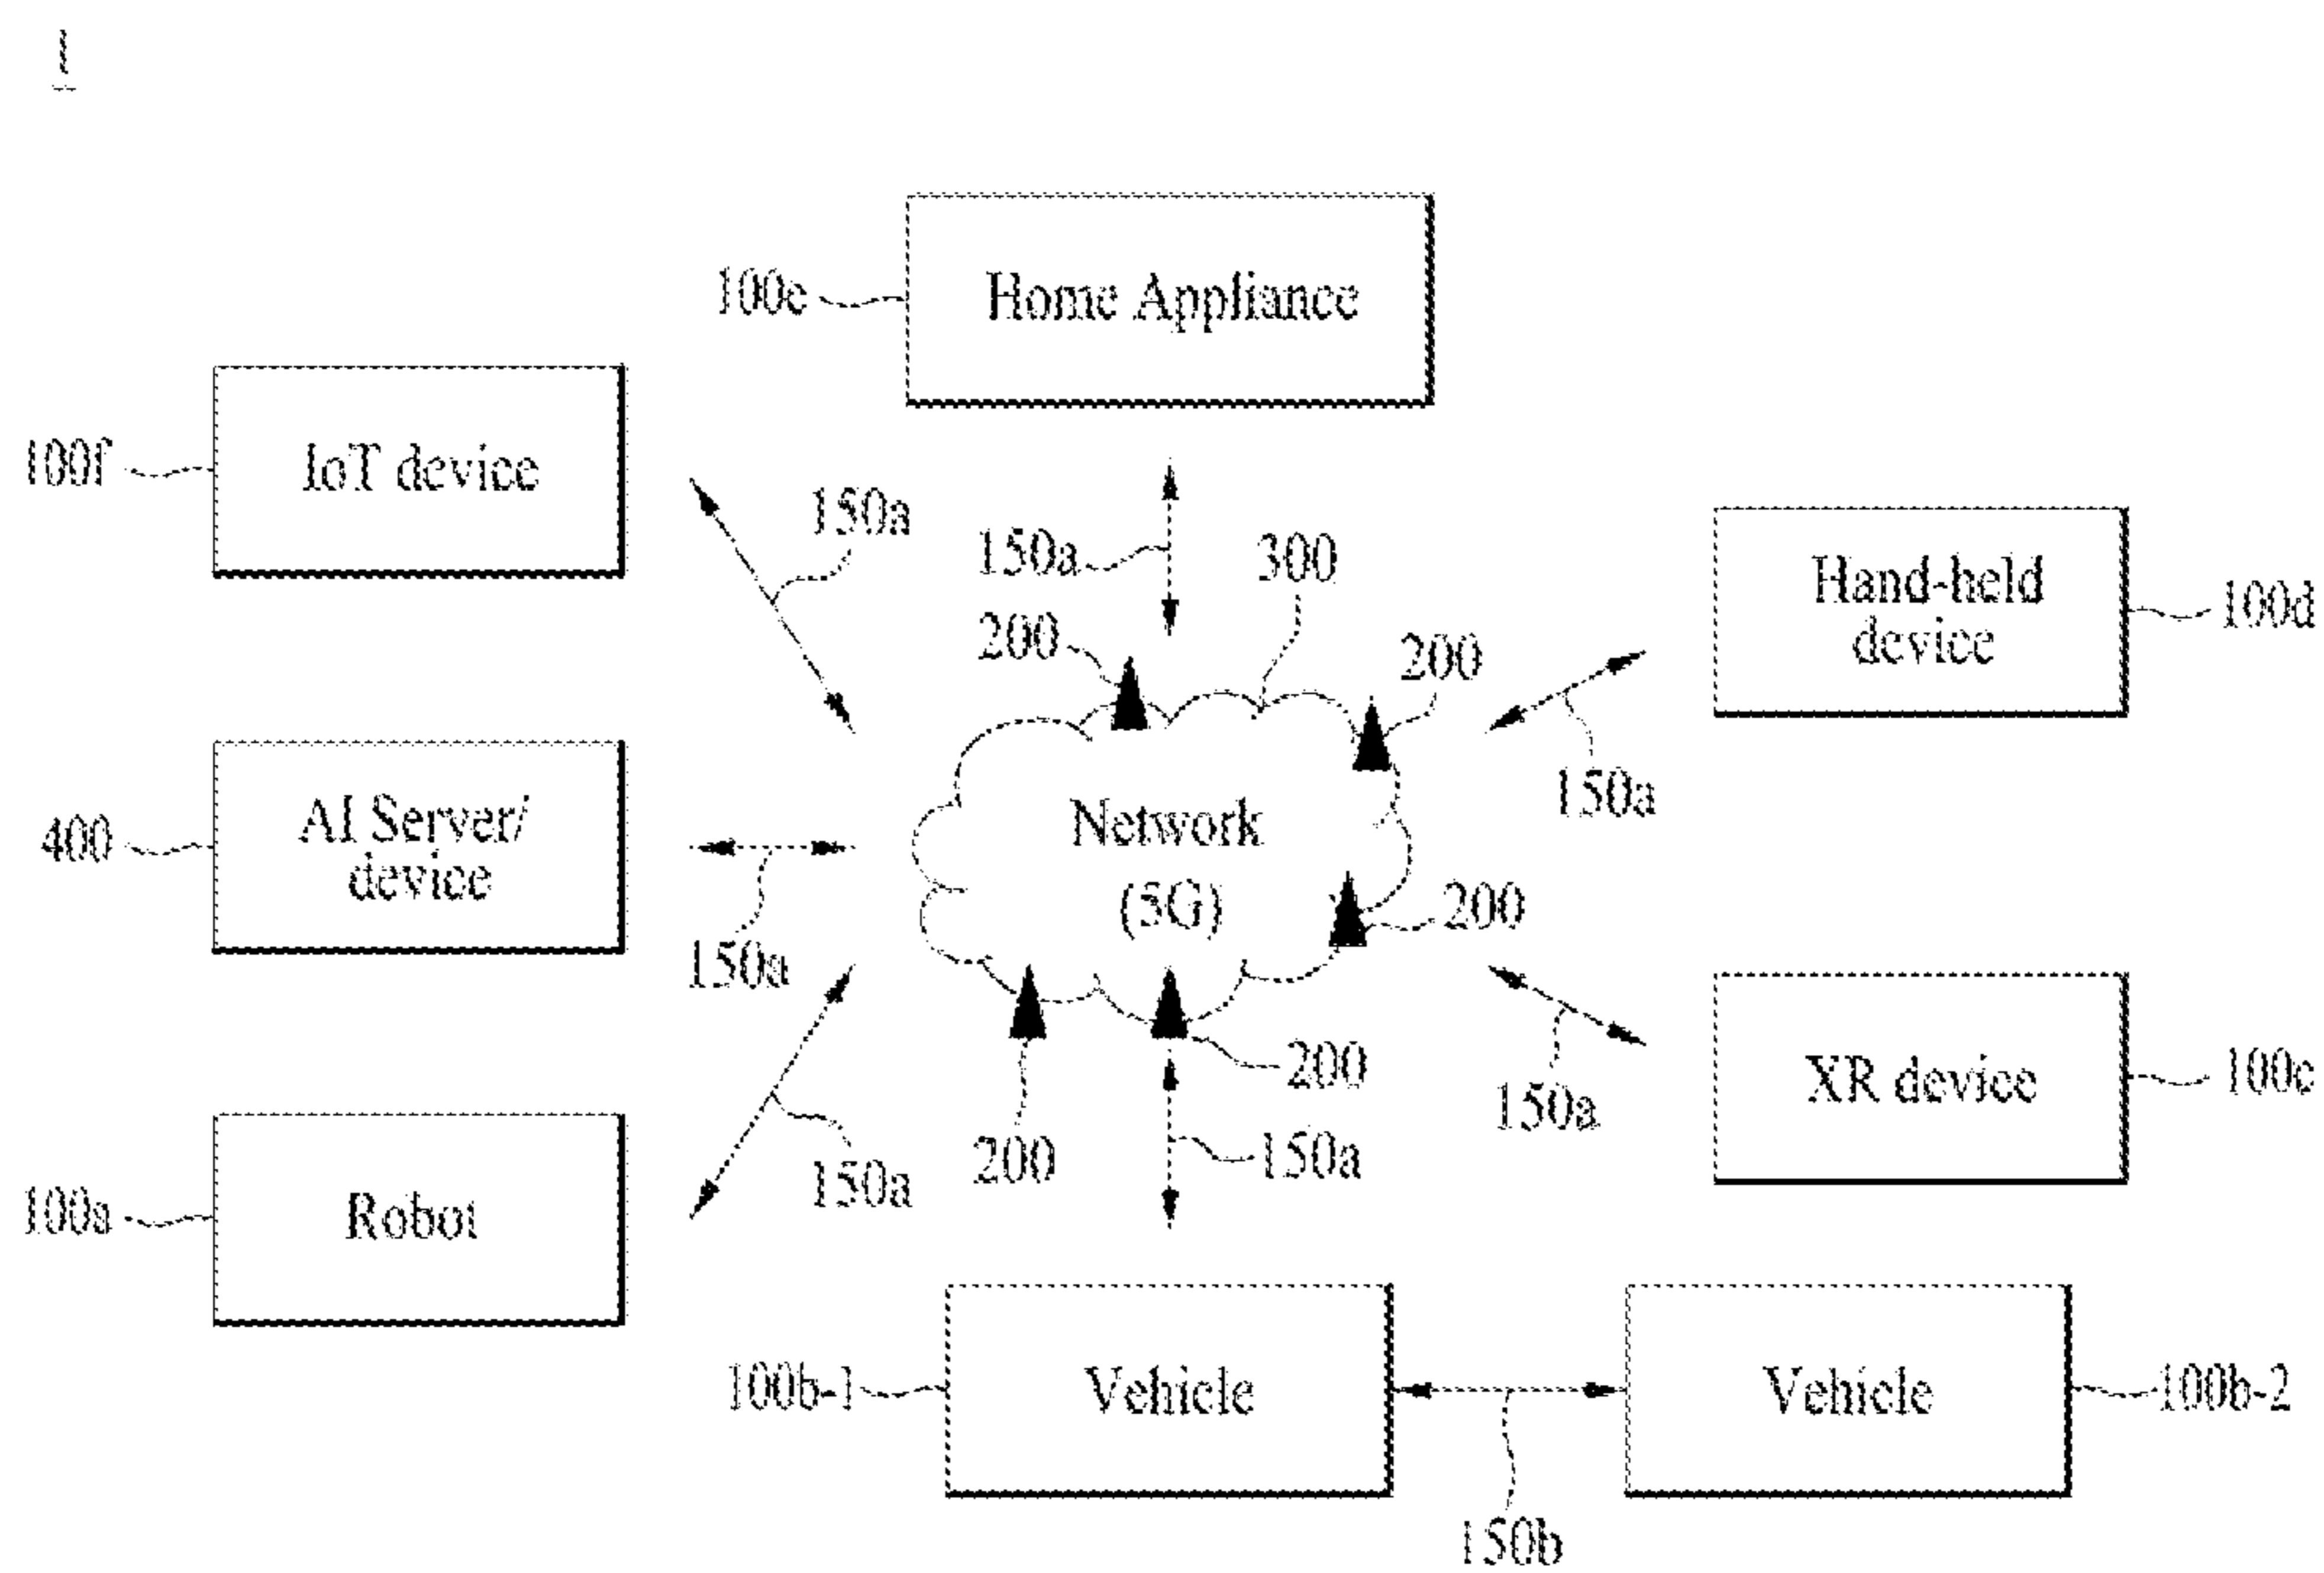 1
100e
Home Appliance
100f
IoT device
150a
150a
300
Hand-held
device
100d
200
200
150a
400
AI Server/
device
Network
(5G)
200
150a
XR device
100c
150a
200
200
150a
150a
100a
Robot
100b-1
Vehicle
Vehicle
100b-2
150b